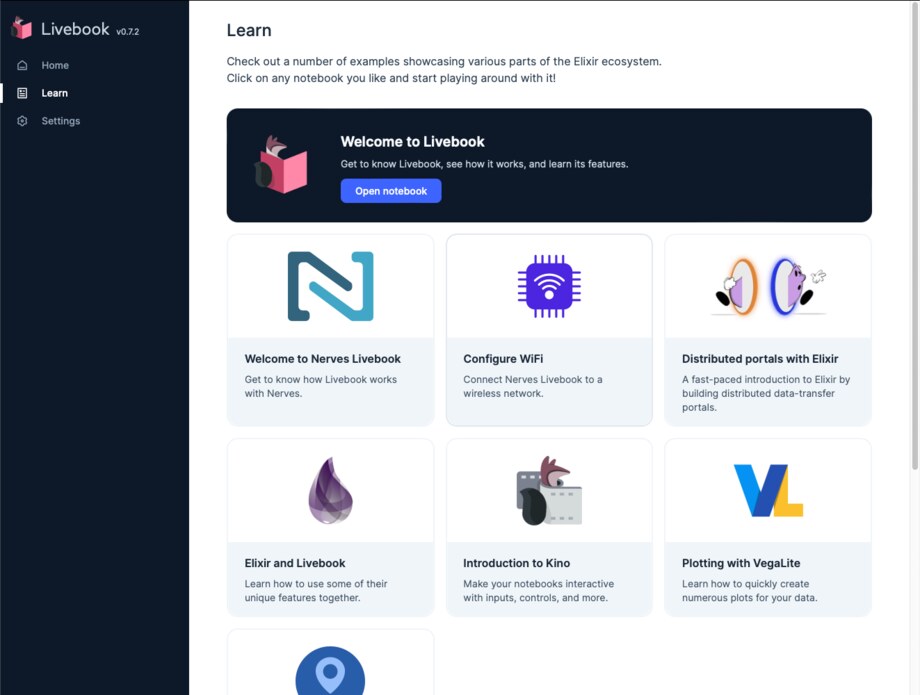 Livebook v0.7.2
Home
Learn
Settings
Learn
Check out a number of examples showcasing various parts of the Elixir ecosystem.
Click on any notebook you like and start playing around with it!
Welcome to Livebook
Get to know Livebook, see how it works, and learn its features.
Open notebook
Welcome to Nerves Livebook
Get to know how Livebook works
with Nerves.
Configure WiFi
Connect Nerves Livebook to a
wireless network.
Distributed portals with Elixir
A fast-paced introduction to Elixir by
building distributed data-transfer
portals.
Elixir and Livebook
Learn how to use some of their
unique features together.
Introduction to Kino
Make your notebooks interactive
with inputs, controls, and more.
VL
Plotting with VegaLite
Learn how to quickly create
numerous plots for your data.